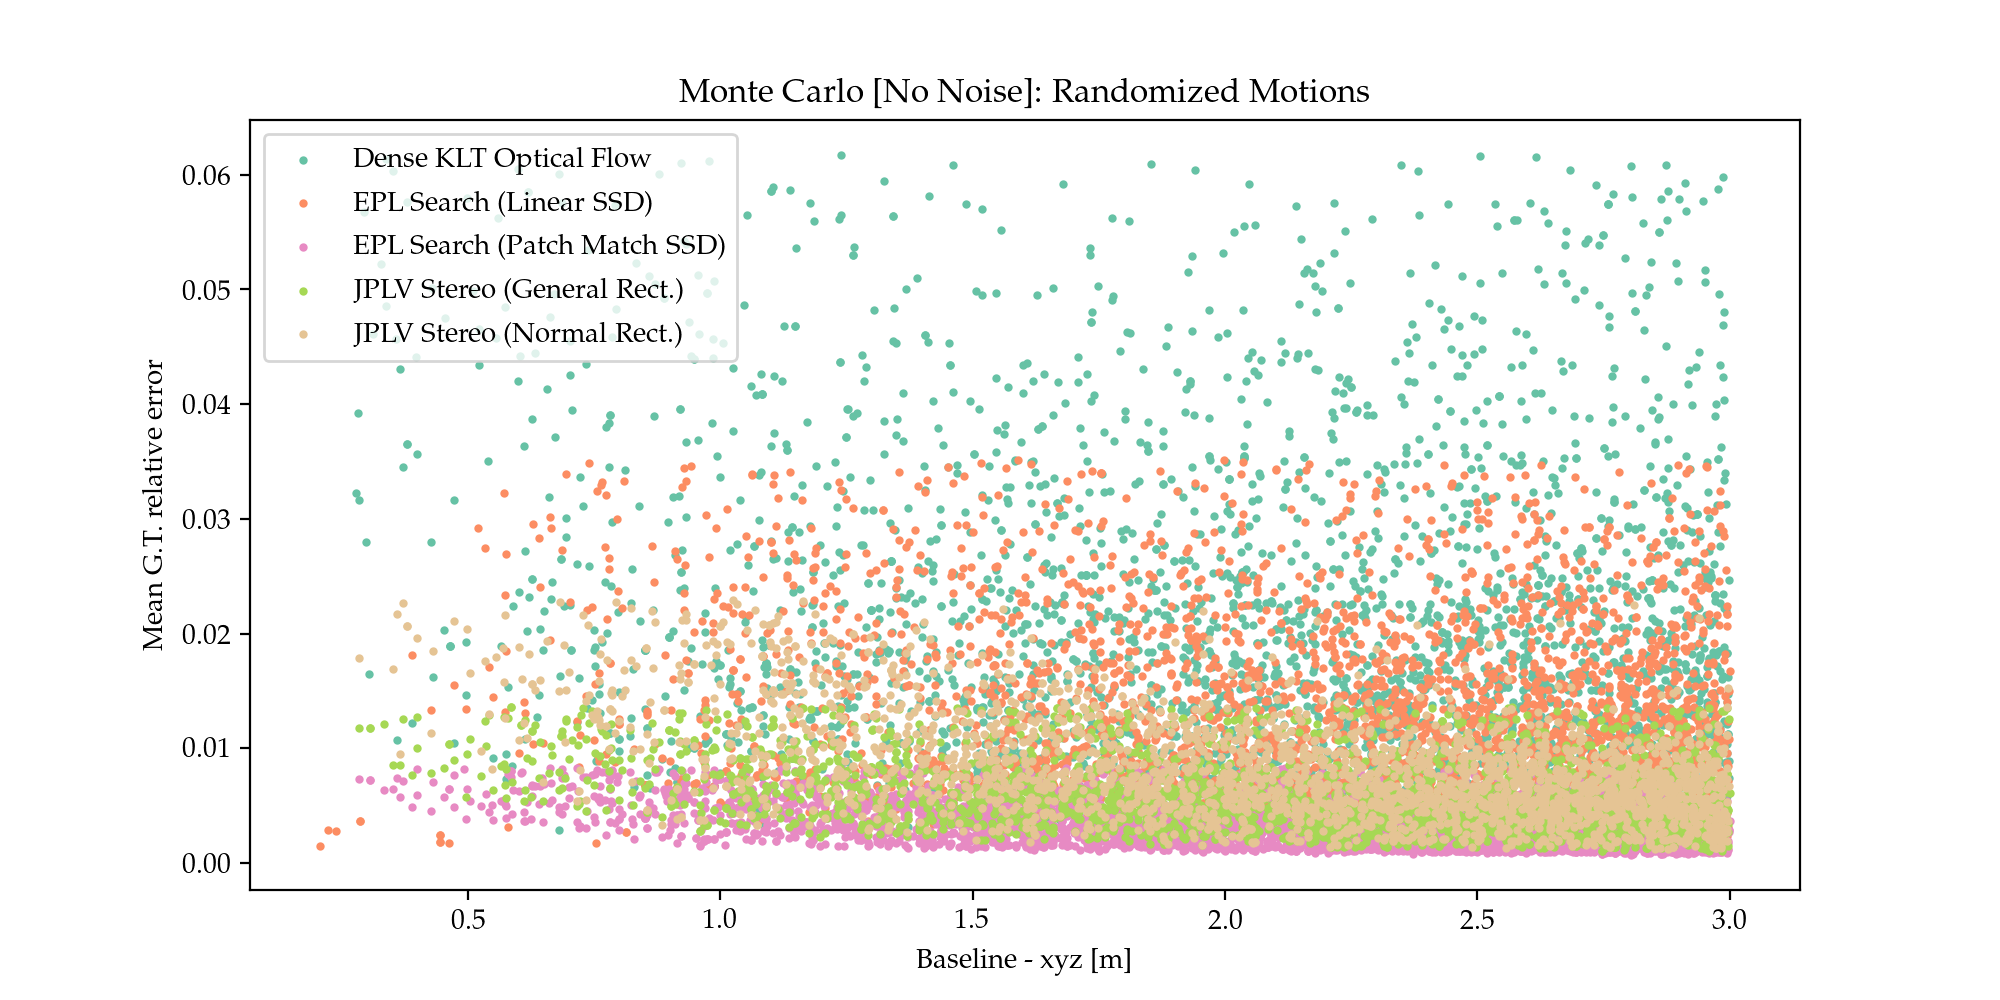 Monte Carlo [No Noise]: Randomized Motions
Dense KLT Optical Flow
EPL Search (Linear SSD)
EPL Search (Patch Match SSD)
JPLV Stereo (General Rect.)
JPLV Stereo (Normal Rect.)
Mean G.T. relative error
0.06
0.05
0.04
0.03
0.02
0.01
0.00
0.5 1.0 1.5 2.0 2.5 3.0
Baseline - xyz [m]